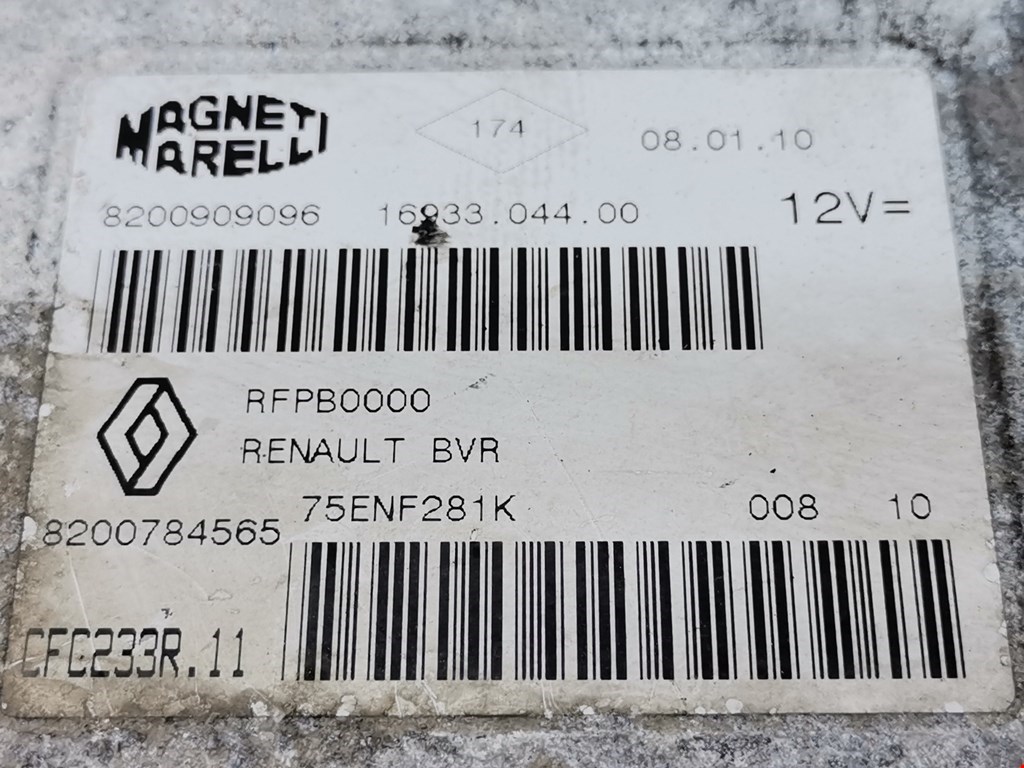 MAGNETI
MARELLI
174
08.01.10
8200909096 16933.044.00
12V=
RFPB0000
RENAULT BVR
75ENF281K 008 10
8200784565
CFC233R.11